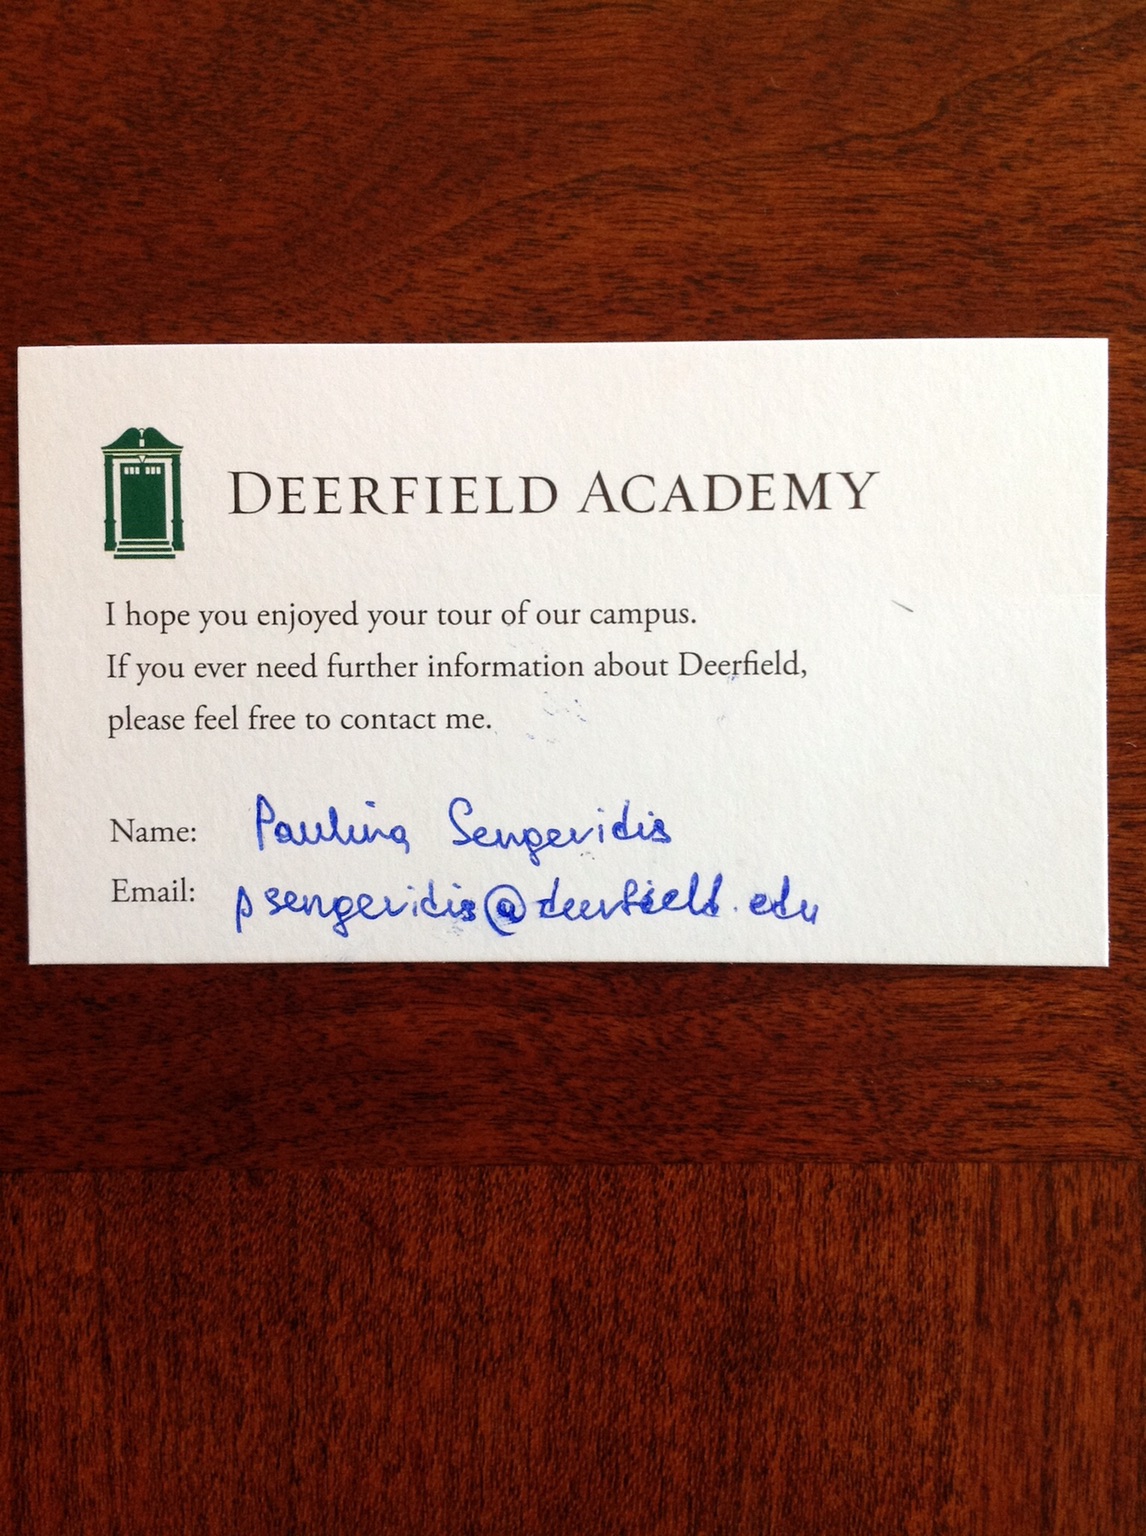 DEERFIELD ACADEMY
I hope you enjoyed your tour of our campus.
If you ever need further information about Deerfield,
please feel free to contact me.
Name: Paulina Sengeridis
Email: psengeridis@deerfield.edu